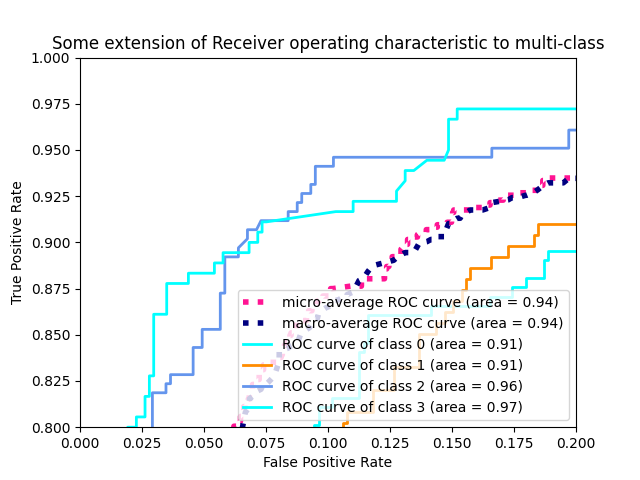 Some extension of Receiver operating characteristic to multi-class
1.000
0.975
0.950
0.925
0.900
0.875
0.850
0.825
0.800
True Positive Rate
micro-average ROC curve (area = 0.94)
macro-average ROC curve (area = 0.94)
ROC curve of class 0 (area = 0.91)
ROC curve of class 1 (area = 0.91)
ROC curve of class 2 (area = 0.96)
ROC curve of class 3 (area = 0.97)
0.000 0.025 0.050 0.075 0.100 0.125 0.150 0.175 0.200
False Positive Rate